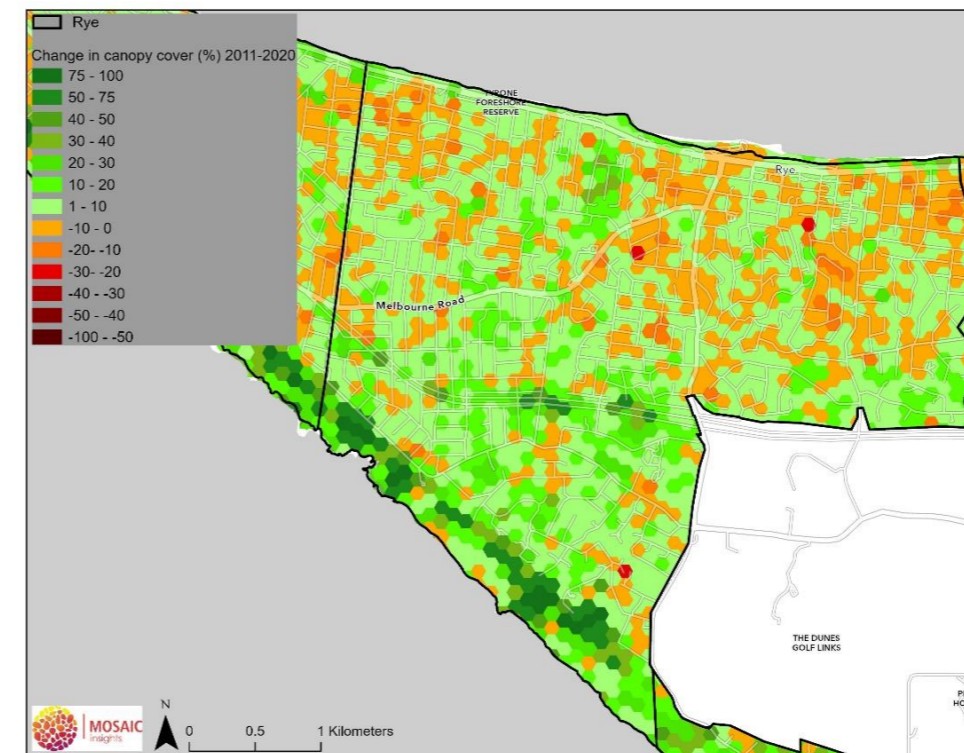 Rye
Change in canopy cover (%) 2011-2020
75 - 100
50 - 75
40 - 50
30 - 40
20 - 30
10 - 20
1 - 10
-10 - 0
-20- -10
-30- -20
-40 - -30
-50 - -40
-100 - -50
TYRONE
FORESHORE
RESERVE
Rye
Melbourne Road
THE DUNES
GOLF LINKS
MOSAIC
insights
N
0 0.5 1 Kilometers